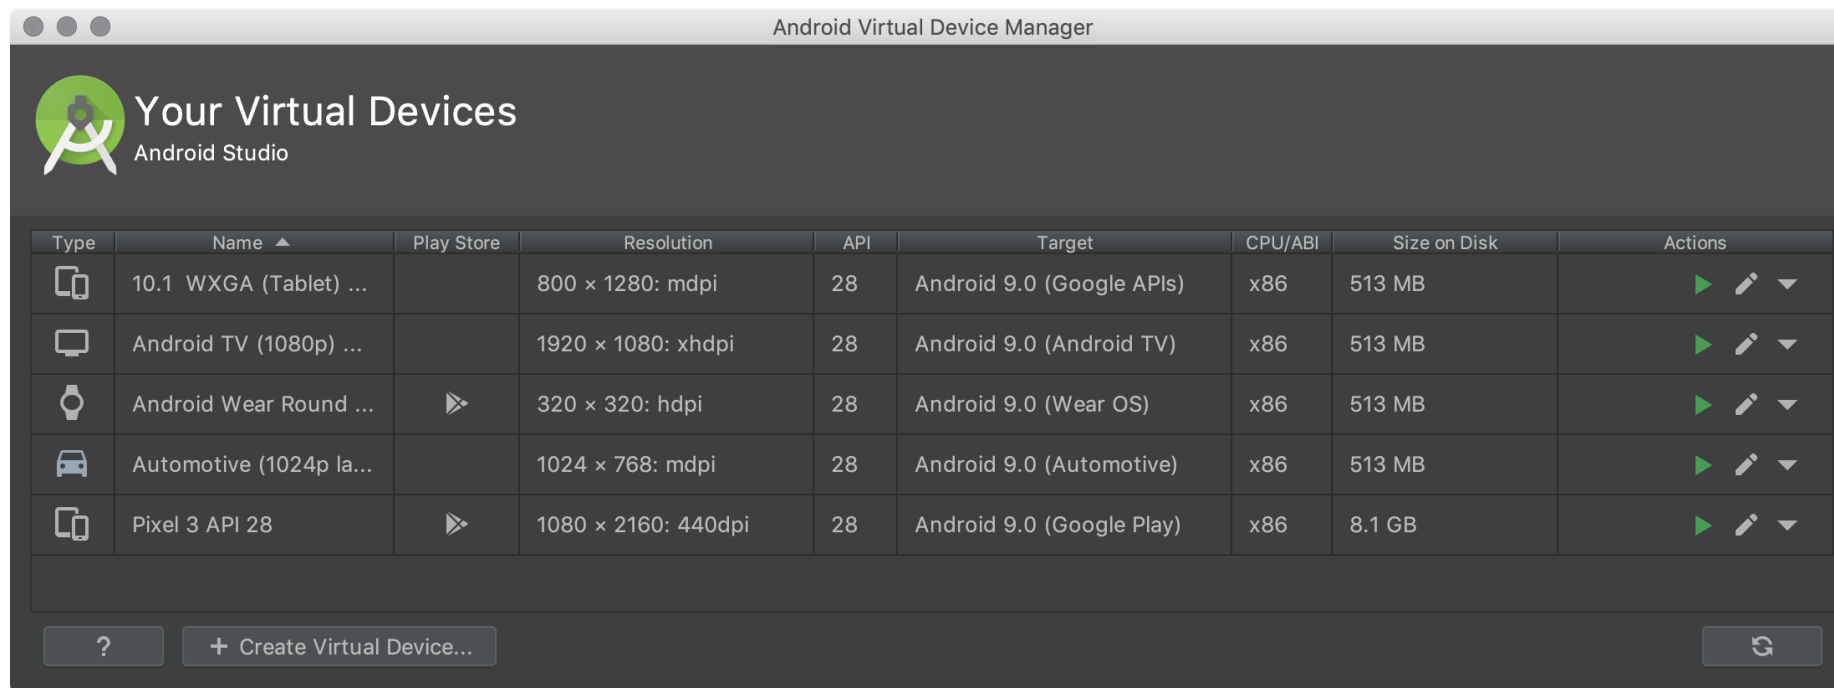 Android Virtual Device Manager
Your Virtual Devices
Android Studio
Type Name Play Store Resolution API Target CPU/ABI Size on Disk Actions
10.1 WXGA (Tablet) ... 800 × 1280: mdpi 28 Android 9.0 (Google APIs) x86 513 MB
Android TV (1080p) ... 1920 × 1080: xhdpi 28 Android 9.0 (Android TV) x86 513 MB
Android Wear Round ... 320 × 320: hdpi 28 Android 9.0 (Wear OS) x86 513 MB
Automotive (1024p la... 1024 × 768: mdpi 28 Android 9.0 (Automotive) x86 513 MB
Pixel 3 API 28 1080 × 2160: 440dpi 28 Android 9.0 (Google Play) x86 8.1 GB
? + Create Virtual Device...